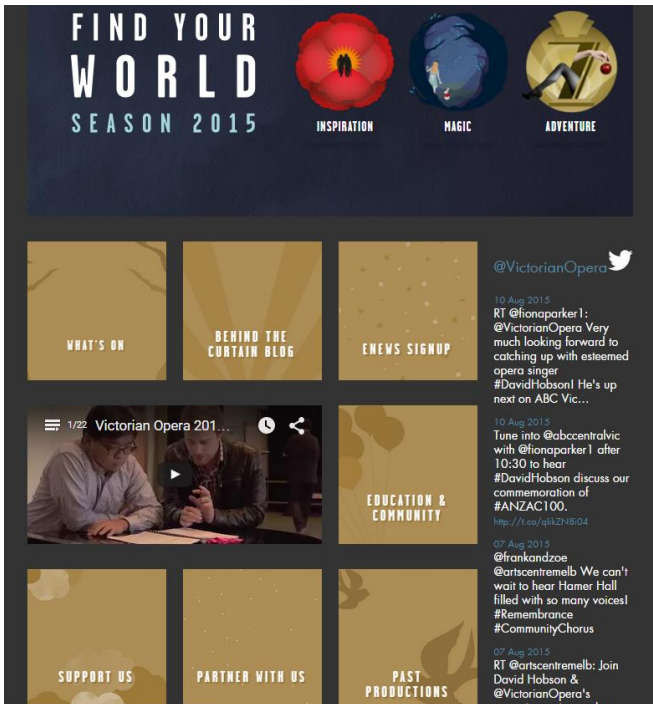 FIND YOUR
WORLD
SEASON 2015
INSPIRATION
MAGIC
ADVENTURE
WHAT'S ON
BEHIND THE
CURTAIN BLOG
ENEWS SIGNUP
1/22 Victorian Opera 201...
EDUCATION &
COMMUNITY
SUPPORT US
PARTNER WITH US
PAST
PRODUCTIONS
@VictorianOpera
10 Aug 2015
RT @fionaparker1:
@VictorianOpera Very
much looking forward to
catching up with esteemed
opera singer
#DavidHobson! He's up
next on ABC Vic...
10 Aug 2015
Tune into @abccentralvic
with @fionaparker1 after
10:30 to hear
#DavidHobson discuss our
commemoration of
#ANZAC100.
http://t.co/qlikZN8i04
07 Aug 2015
@frankandzoe
@artscentremelb We can't
wait to hear Hamer Hall
filled with so many voices!
#Remembrance
#CommunityChorus
07 Aug 2015
RT @artscentremelb: Join
David Hobson &
@VictorianOpera's